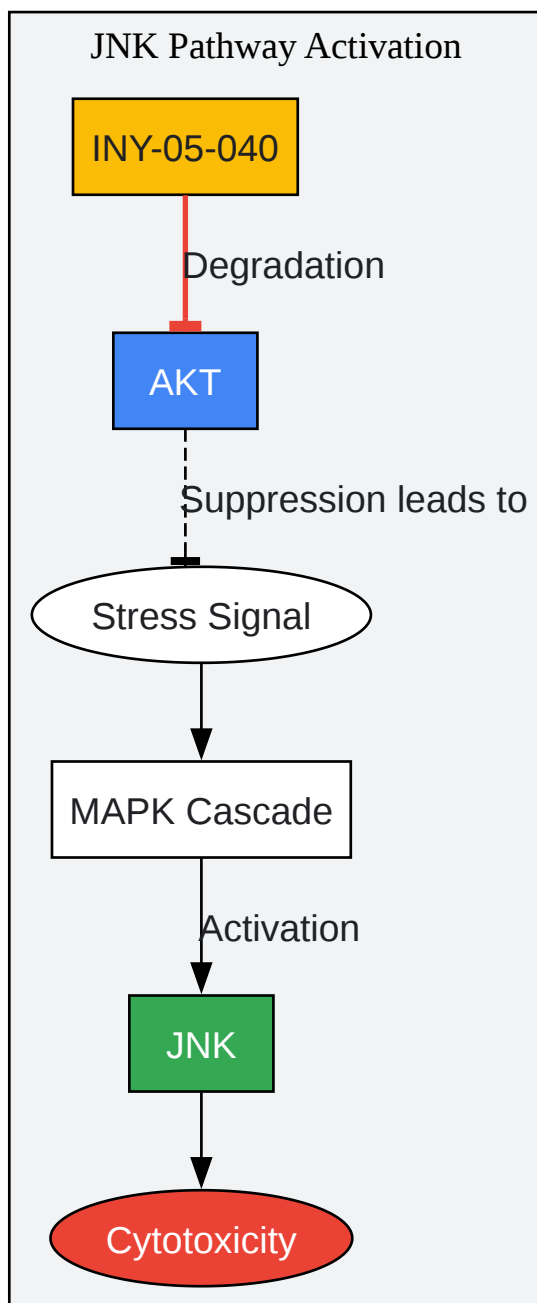 JNK Pathway Activation
INY-05-040
Degradation
AKT
Suppression leads to
Stress Signal
MAPK Cascade
Activation
JNK
Cytotoxicity